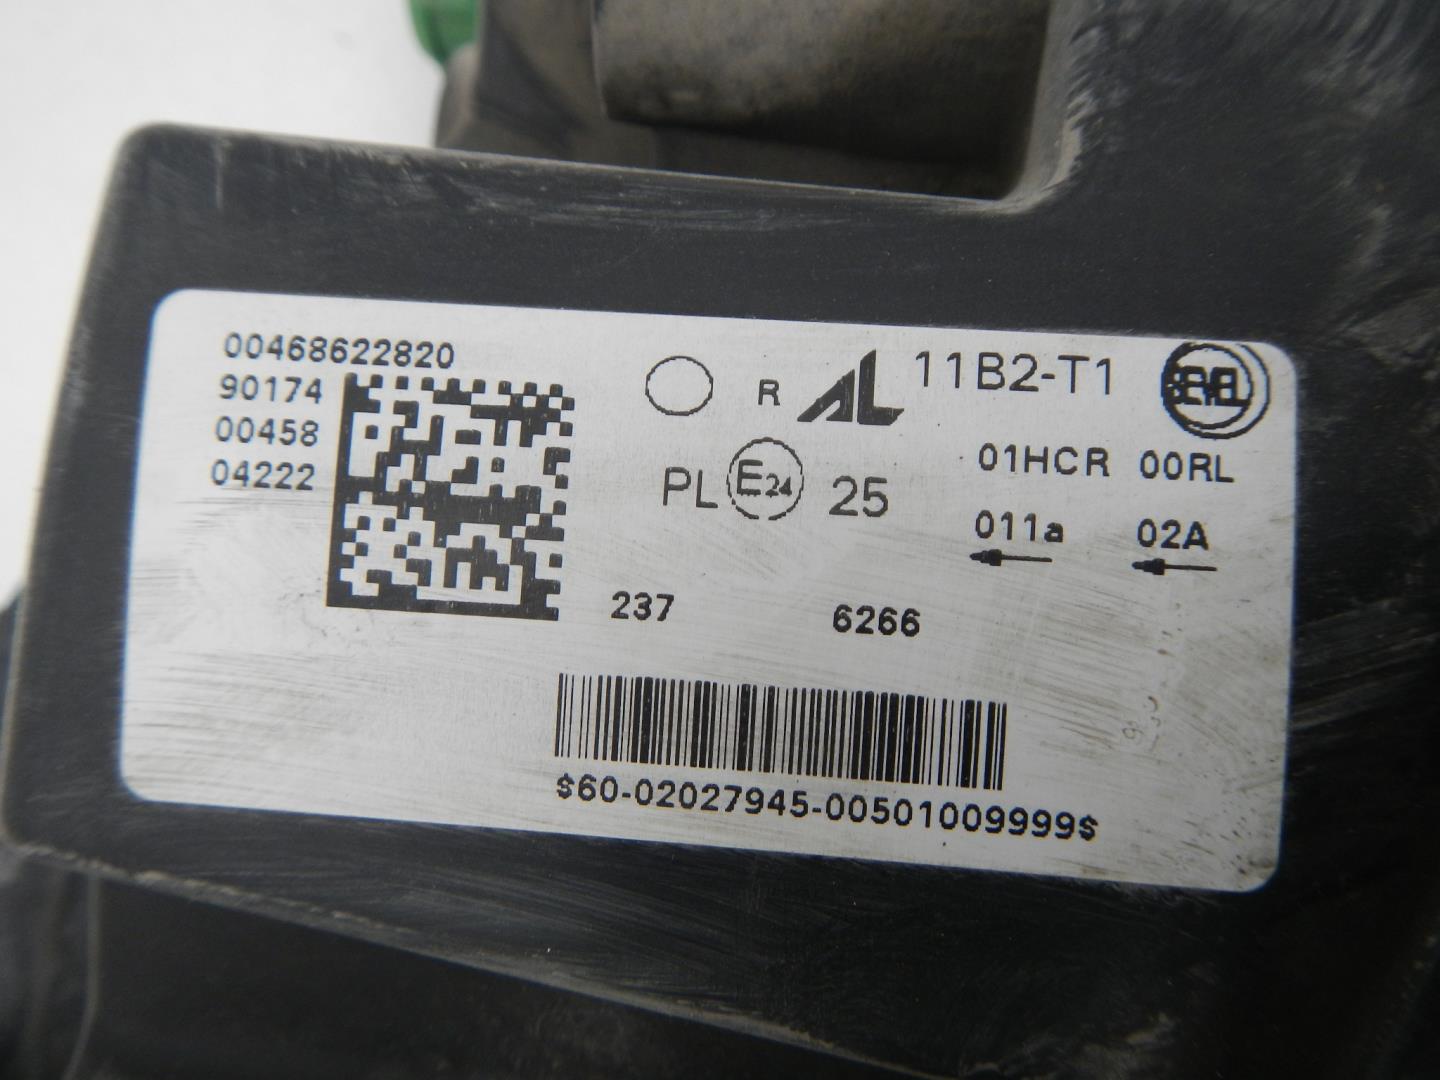 00468622820
90174
00458
04222
R AL 11B2-T1
SEVEL
PL E24 25
01HCR 00RL
011a 02A
237 6266
$60-02027945-00501009999$